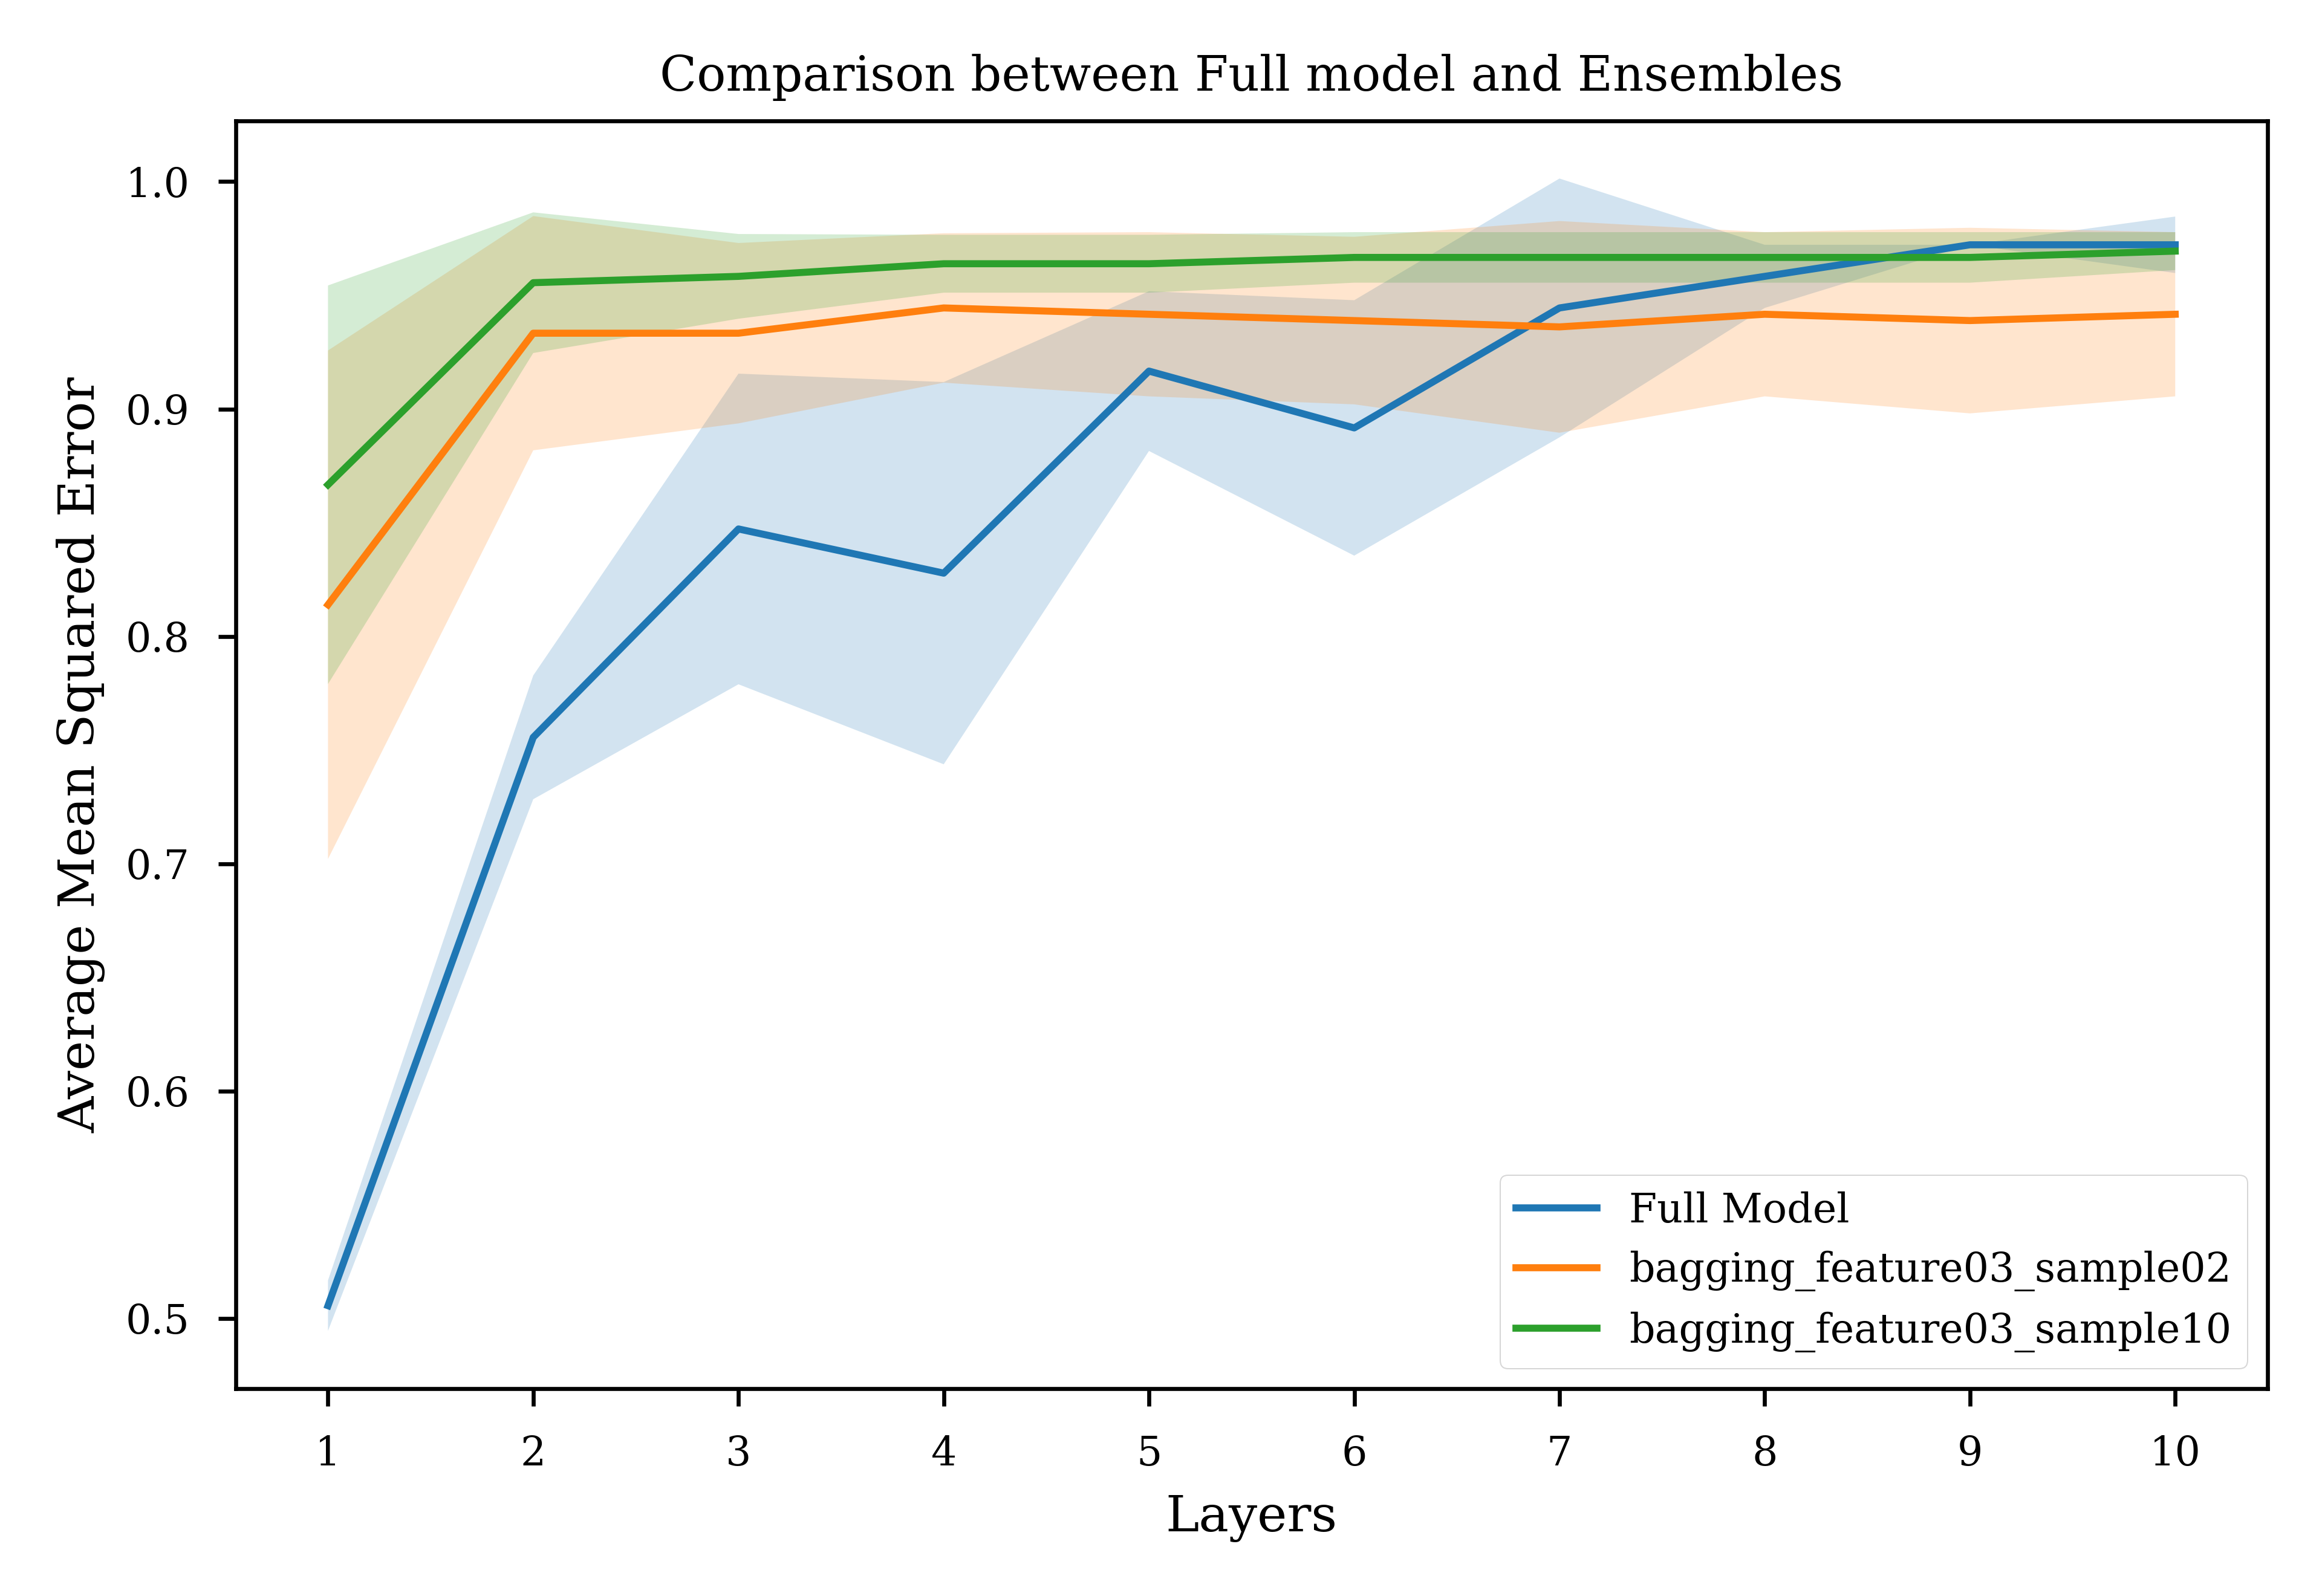 Comparison between Full model and Ensembles
Average Mean Squared Error
1.0
0.9
0.8
0.7
0.6
0.5
Full Model
bagging_feature03_sample02
bagging_feature03_sample10
1 2 3 4 5 6 7 8 9 10
Layers